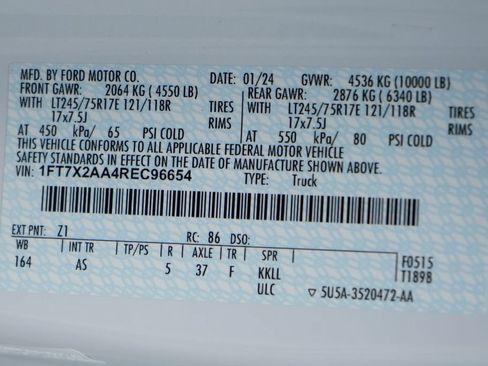 MFD. BY FORD MOTOR CO. DATE: 01/24 GVWR: 4536 KG (10000 LB)
FRONT GAWR: 2064 KG (4550 LB) REAR GAWR: 2876 KG (6340 LB)
WITH LT245/75R17E 121/118R TIRES WITH LT245/75R17E 121/118R TIRES
17x7.5J RIMS 17x7.5J RIMS
AT 450 kPa/ 65 PSI COLD AT 550 kPa/ 80 PSI COLD
THIS VEHICLE CONFORMS TO ALL APPLICABLE FEDERAL MOTOR VEHICLE
SAFETY STANDARDS IN EFFECT ON THE DATE OF MANUFACTURE SHOWN ABOVE.
VIN: 1FT7X2AA4REC96654 TYPE: Truck
EXT PNT: Z1 RC: 86 DSO:
WB INT TR TP/PS R AXLE TR SPR F0515
164 AS 5 37 F KKLL T1898
ULC ▽ 5U5A-3520472-AA